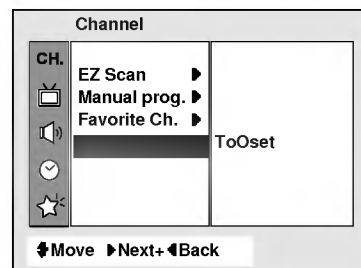 Channel
CH.
EZ Scan ▶
Manual prog. ▶
Favorite Ch. ▶
ToOset
Move ▶Next+◀Back